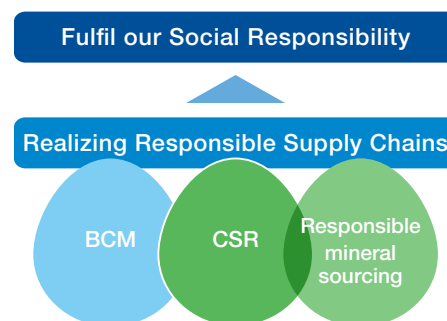 Fulfil our Social Responsibility
Realizing Responsible Supply Chains
BCM
CSR
Responsible
mineral
sourcing